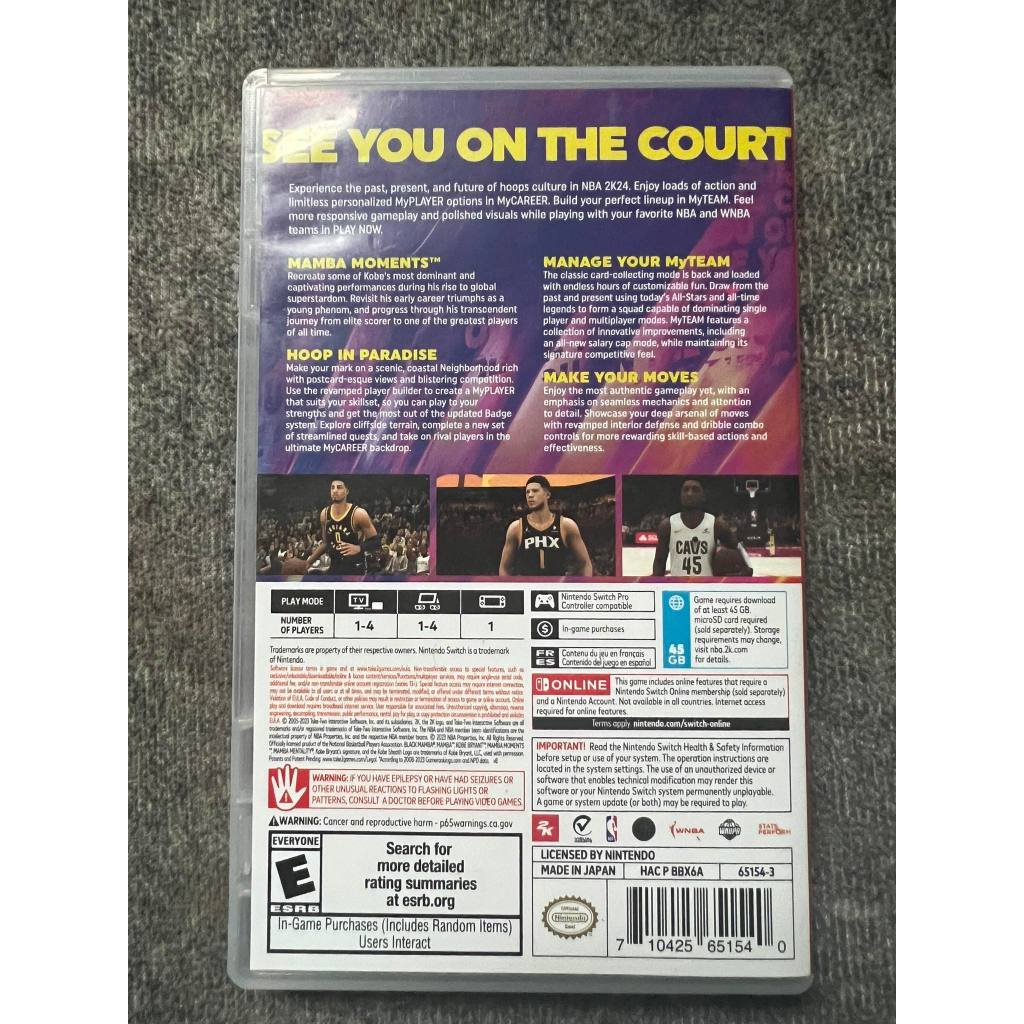 SEE YOU ON THE COURT
Experience the past, present, and future of hoops culture in NBA 2K24. Enjoy loads of action and
limitless personalized MyPLAYER options in MyCAREER. Build your perfect lineup in MyTEAM. Feel
more responsive gameplay and polished visuals while playing with your favorite NBA and WNBA
teams in PLAY NOW.
MAMBA MOMENTS™
Recreate some of Kobe's most dominant and
captivating performances during his rise to global
superstardom. Revisit his early career triumphs as a
young phenom, and progress through his transcendent
journey from elite scorer to one of the greatest players
of all time.
HOOP IN PARADISE
Make your mark on a scenic, coastal Neighborhood rich
with postcard-esque views and blistering competition.
Use the revamped player builder to create a MyPLAYER
that suits your skillset, so you can play to your
strengths and get the most out of the updated Badge
system. Explore cliffside terrain, complete a new set
of streamlined quests, and take on rival players in the
ultimate MyCAREER backdrop.
MANAGE YOUR MyTEAM
The classic card-collecting mode is back and loaded
with endless hours of customizable fun. Draw from the
past and present using today's All-Stars and all-time
legends to form a squad capable of dominating single
player and multiplayer modes. MyTEAM features a
collection of innovative improvements, including
an all-new salary cap mode, while maintaining its
signature competitive feel.
MAKE YOUR MOVES
Enjoy the most authentic gameplay yet, with an
emphasis on seamless mechanics and attention
to detail. Showcase your deep arsenal of moves
with revamped interior defense and dribble combo
controls for more rewarding skill-based actions and
effectiveness.
PHX
1
CAVS
45
PLAY MODE
TV
NUMBER
OF PLAYERS
1-4
1-4
1
Trademarks are property of their respective owners. Nintendo Switch is a trademark
of Nintendo.
Software license terms in game and at www.take2games.com/eula. Non-transferable access to special features, such as
WARNING: IF YOU HAVE EPILEPSY OR HAVE HAD SEIZURES OR
OTHER UNUSUAL REACTIONS TO FLASHING LIGHTS OR
PATTERNS, CONSULT A DOCTOR BEFORE PLAYING VIDEO GAMES.
WARNING: Cancer and reproductive harm - p65warnings.ca.gov
EVERYONE
E
ESRB
Search for
more detailed
rating summaries
at esrb.org
In-Game Purchases (Includes Random Items)
Users Interact
Nintendo Switch Pro
Controller compatible
In-game purchases
FR
ES
Contenu du jeu en français
Contenido del juego en español
45
GB
Game requires download
of at least 45 GB.
microSD card required
(sold separately). Storage
requirements may change,
visit nba.2k.com
for details.
ONLINE
This game includes online features that require a
Nintendo Switch Online membership (sold separately)
and a Nintendo Account. Not available in all countries. Internet access
required for online features.
Terms apply nintendo.com/switch-online
IMPORTANT! Read the Nintendo Switch Health & Safety Information
before setup or use of your system. The operation instructions are
located in the system settings. The use of an unauthorized device or
software that enables technical modification may render this
software or your Nintendo Switch system permanently unplayable.
A game or system update (or both) may be required to play.
2K
WNBA
STATS
PERFORM
LICENSED BY NINTENDO
MADE IN JAPAN
HAC P BBX6A
65154-3
Nintendo
7 10425 65154 0